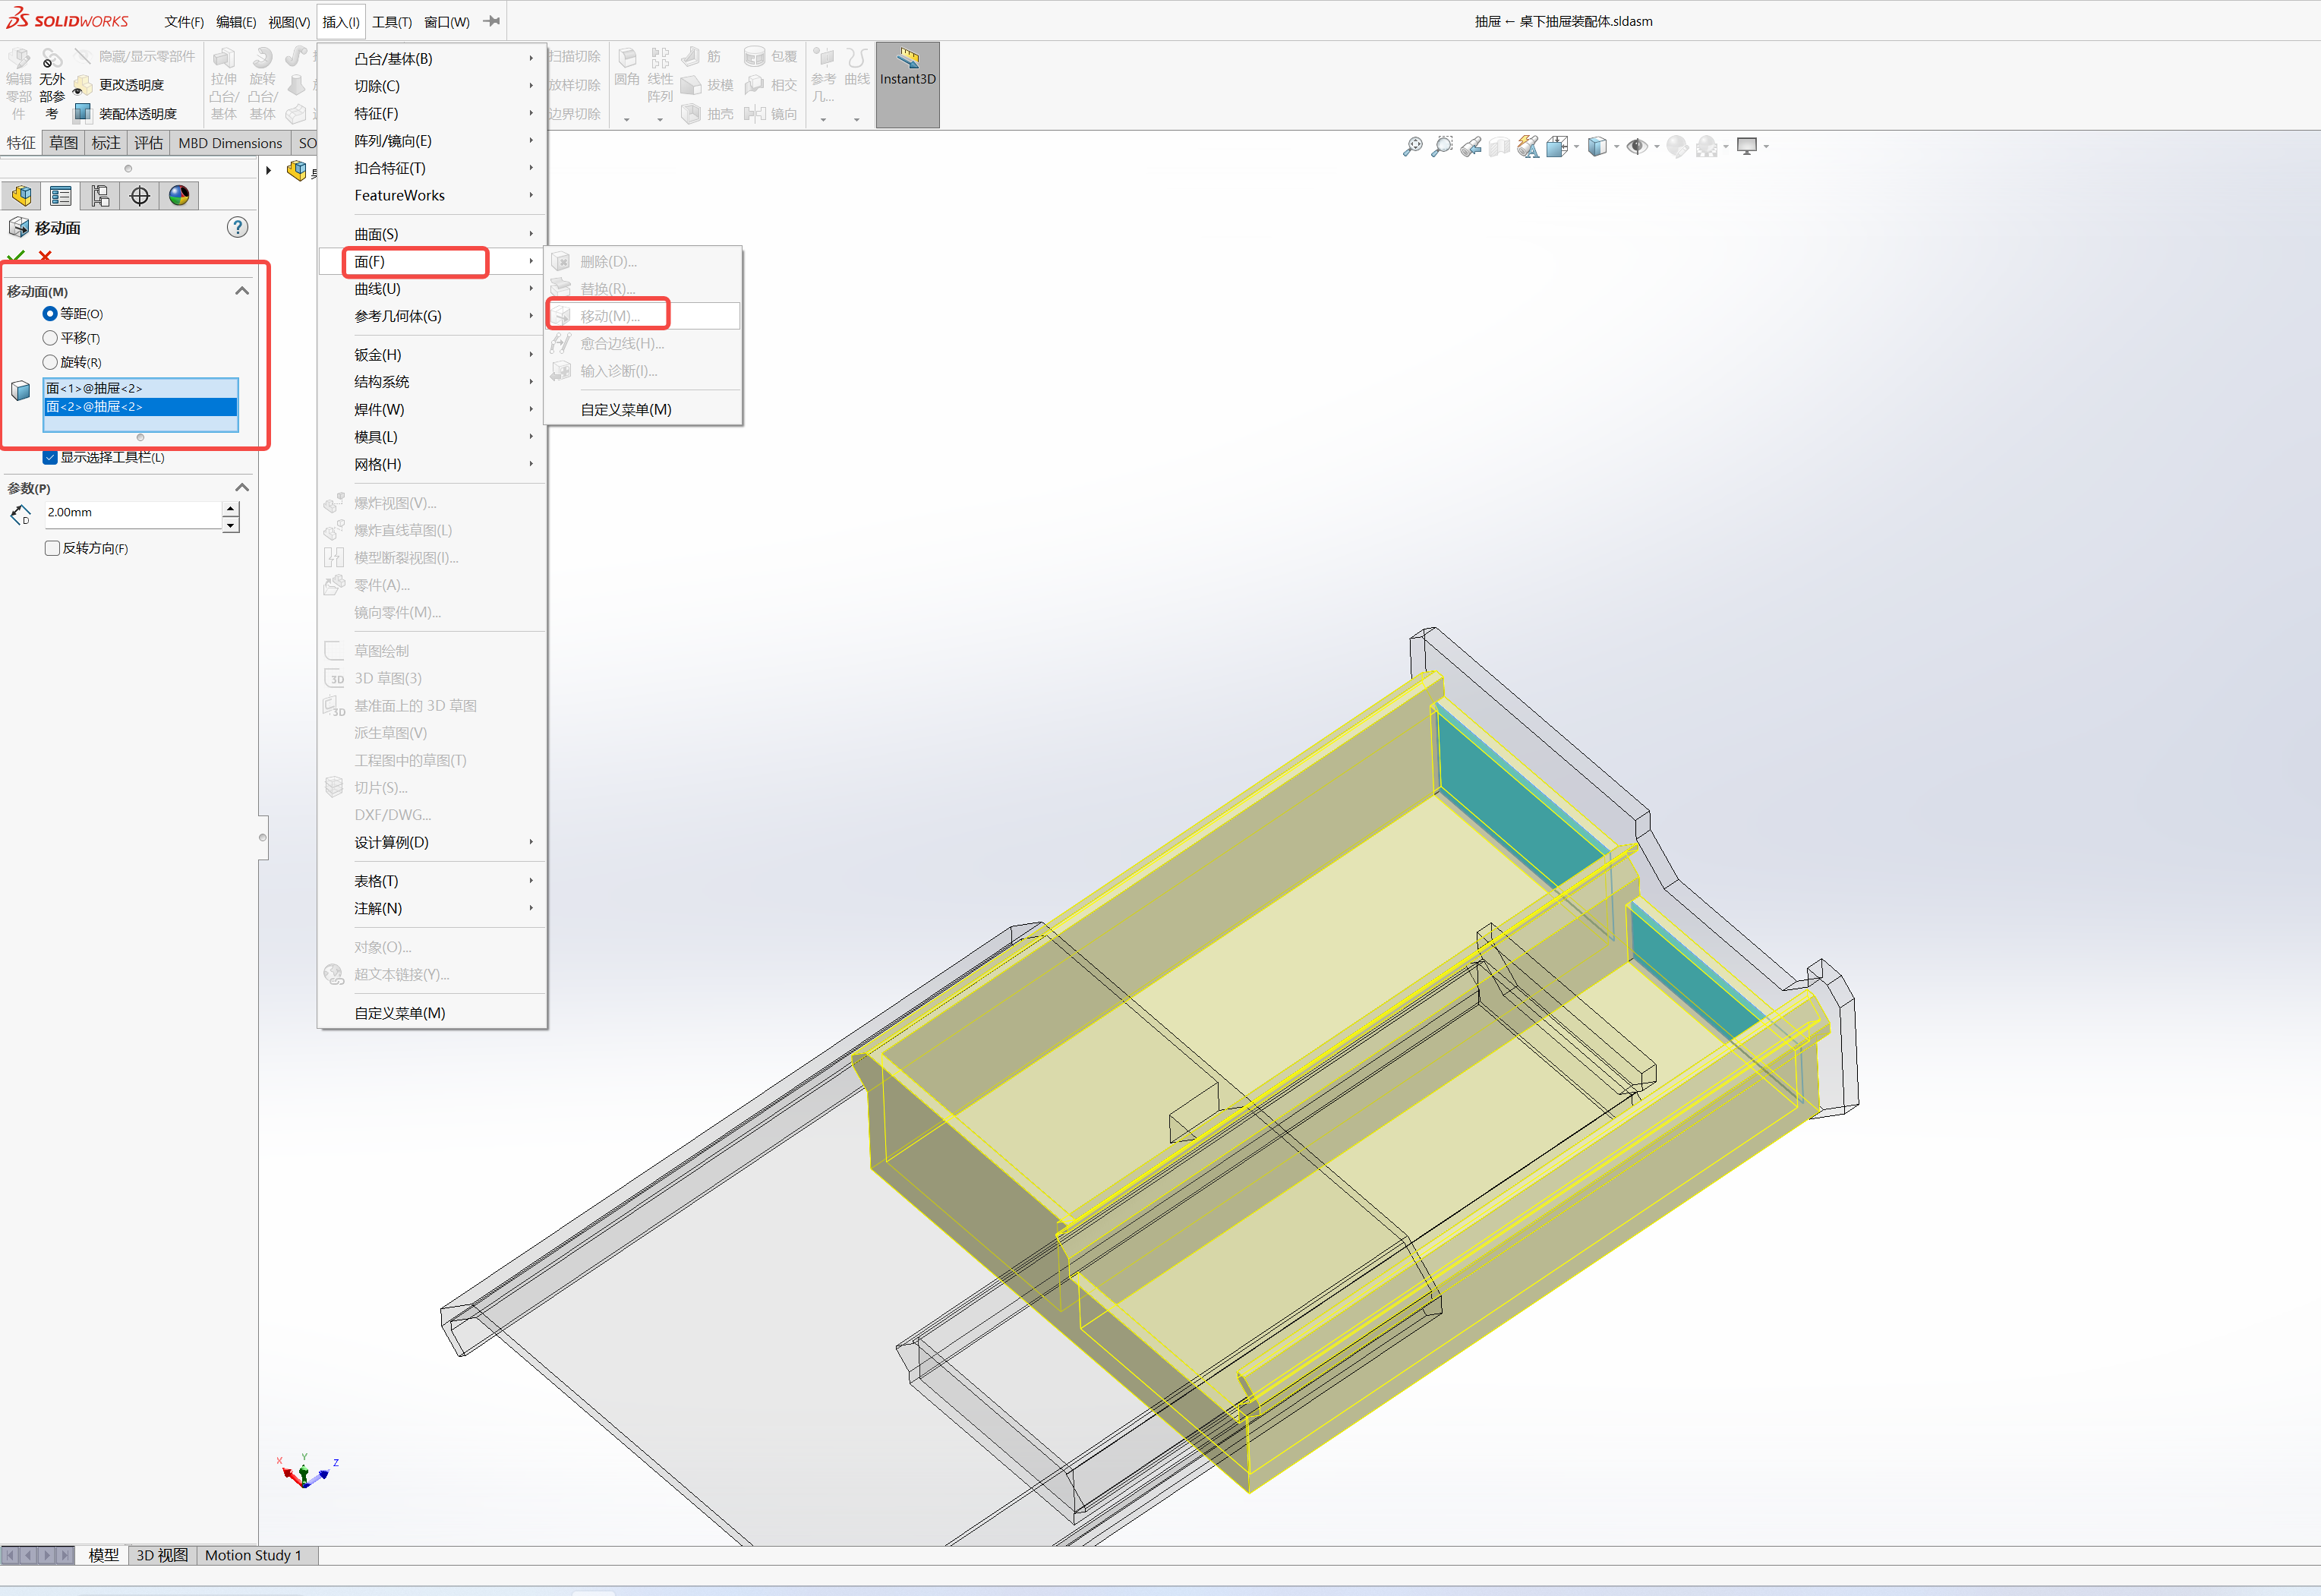 SOLIDWORKS
文件(F) 编辑(E) 视图(V) 插入(I) 工具(T) 窗口(W)
抽屉 ← 桌下抽屉装配体.sldasm
编辑零部件
无外部参考
隐藏/显示零部件
更改透明度
装配体透明度
拉伸凸台/基体
旋转凸台/基体
扫描切除
放样切除
边界切除
圆角
线性阵列
筋
拔模
抽壳
包覆
相交
镜向
参考几...
曲线
Instant3D
特征 草图 标注 评估 MBD Dimensions SO
移动面
移动面(M)
等距(O)
平移(T)
旋转(R)
面<1>@抽屉<2>
面<2>@抽屉<2>
显示选择工具栏(L)
参数(P)
D
2.00mm
反转方向(F)
凸台/基体(B)
切除(C)
特征(F)
阵列/镜向(E)
扣合特征(T)
FeatureWorks
曲面(S)
面(F)
曲线(U)
参考几何体(G)
钣金(H)
结构系统
焊件(W)
模具(L)
网格(H)
爆炸视图(V)...
爆炸直线草图(L)
模型断裂视图(I)...
零件(A)...
镜向零件(M)...
草图绘制
3D 草图(3)
基准面上的 3D 草图
派生草图(V)
工程图中的草图(T)
切片(S)...
DXF/DWG...
设计算例(D)
表格(T)
注解(N)
对象(O)...
超文本链接(Y)...
自定义菜单(M)
删除(D)...
替换(R)...
移动(M)...
愈合边线(H)...
输入诊断(I)...
自定义菜单(M)
X Y Z
模型 3D 视图 Motion Study 1